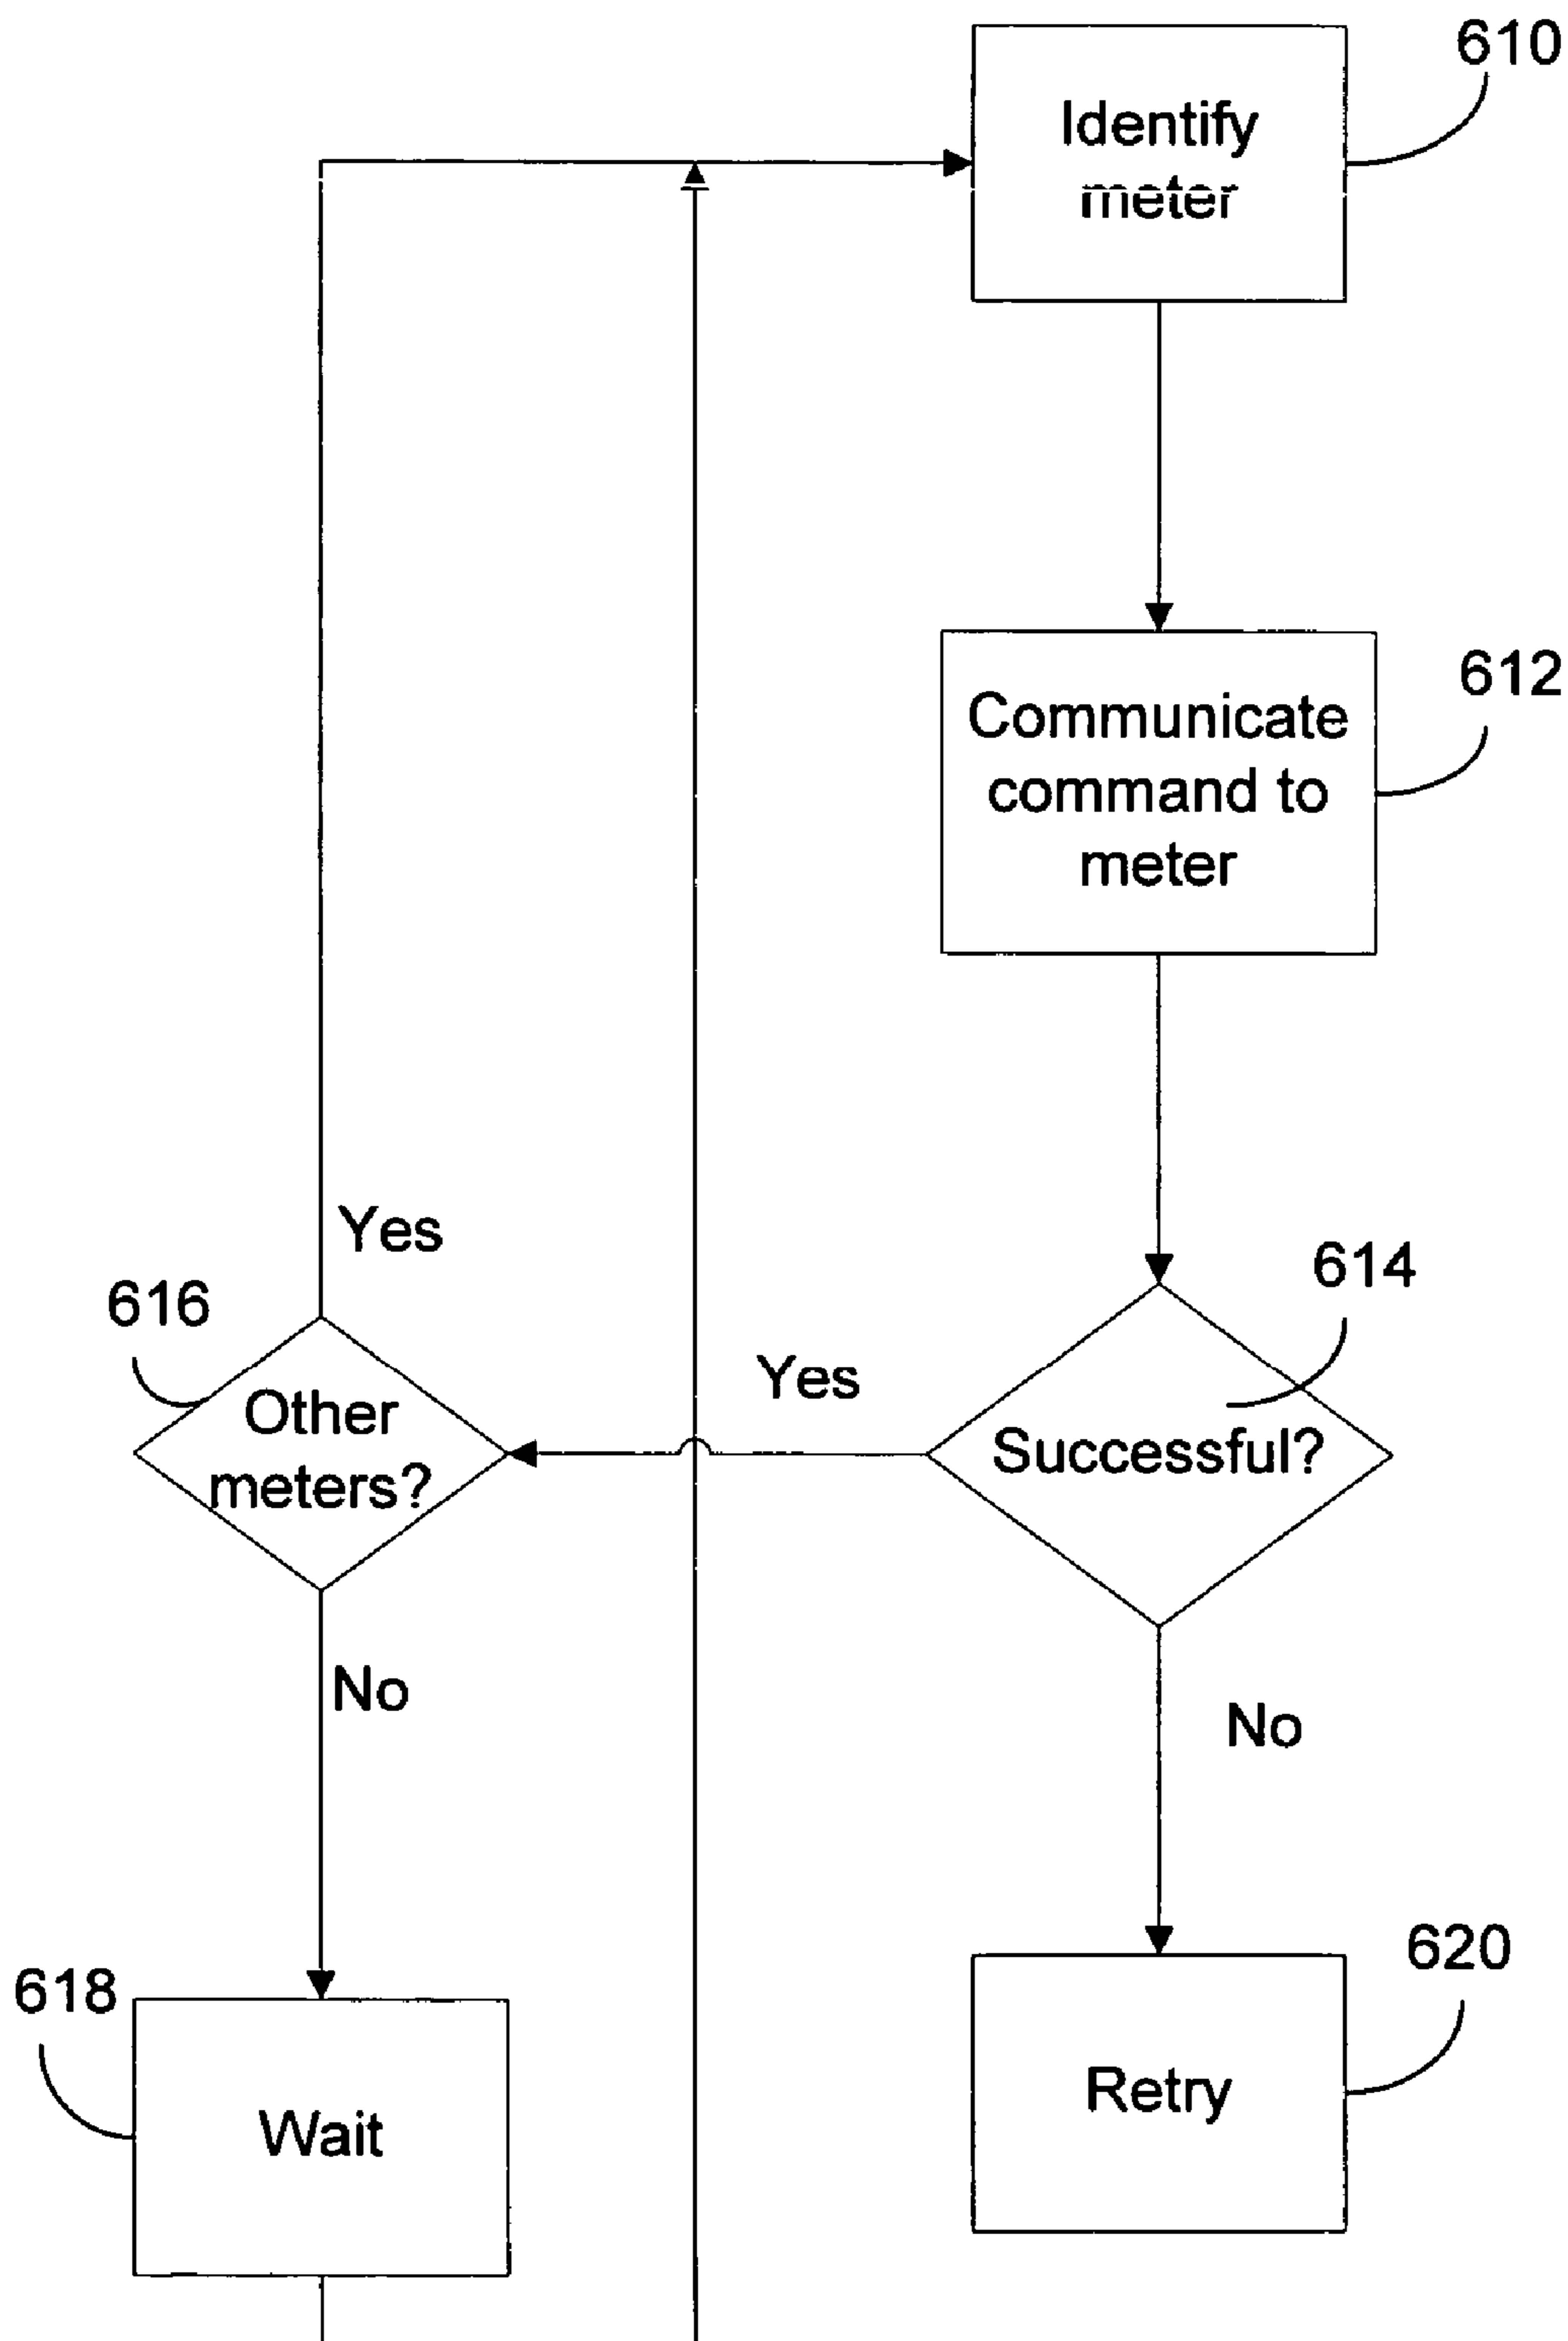 610
Identify
meter
612
Communicate
command to
meter
Yes
614
616
Yes
Other
meters?
Successful?
No
No
620
618
Retry
Wait